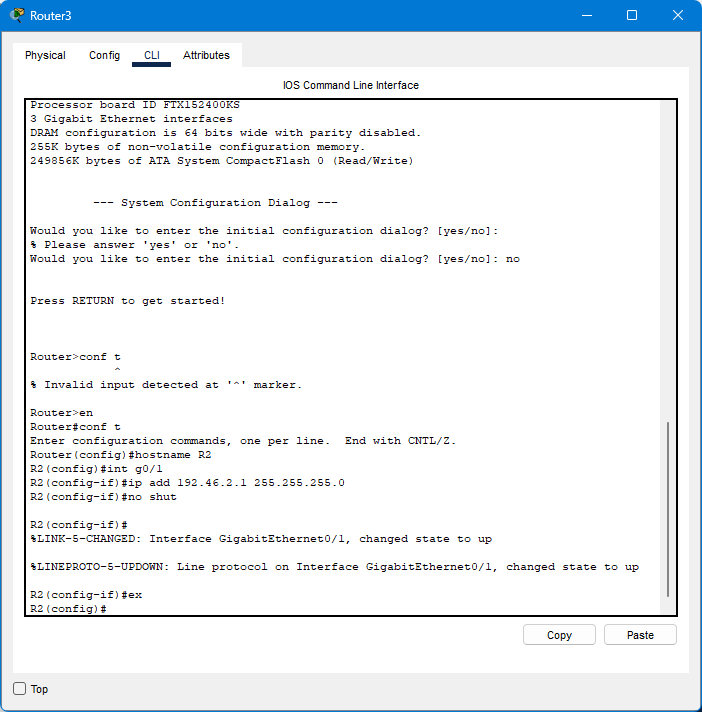 Router3
Physical Config CLI Attributes
IOS Command Line Interface
Processor board ID FTX152400KS
3 Gigabit Ethernet interfaces
DRAM configuration is 64 bits wide with parity disabled.
255K bytes of non-volatile configuration memory.
249856K bytes of ATA System CompactFlash 0 (Read/Write)
--- System Configuration Dialog ---
Would you like to enter the initial configuration dialog? [yes/no]:
% Please answer 'yes' or 'no'.
Would you like to enter the initial configuration dialog? [yes/no]: no
Press RETURN to get started!
Router>conf t
^
% Invalid input detected at '^' marker.
Router>en
Router#conf t
Enter configuration commands, one per line.  End with CNTL/Z.
Router(config)#hostname R2
R2(config)#int g0/1
R2(config-if)#ip add 192.46.2.1 255.255.255.0
R2(config-if)#no shut
R2(config-if)#
%LINK-5-CHANGED: Interface GigabitEthernet0/1, changed state to up
%LINEPROTO-5-UPDOWN: Line protocol on Interface GigabitEthernet0/1, changed state to up
R2(config-if)#ex
R2(config)#
Copy Paste
Top